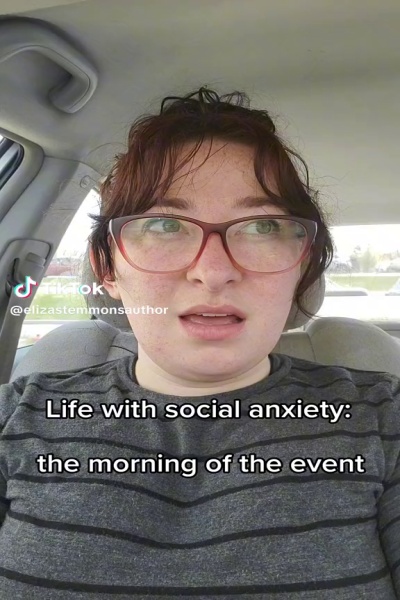 TikTok
@elizastemmonsauthor
Life with social anxiety:
the morning of the event